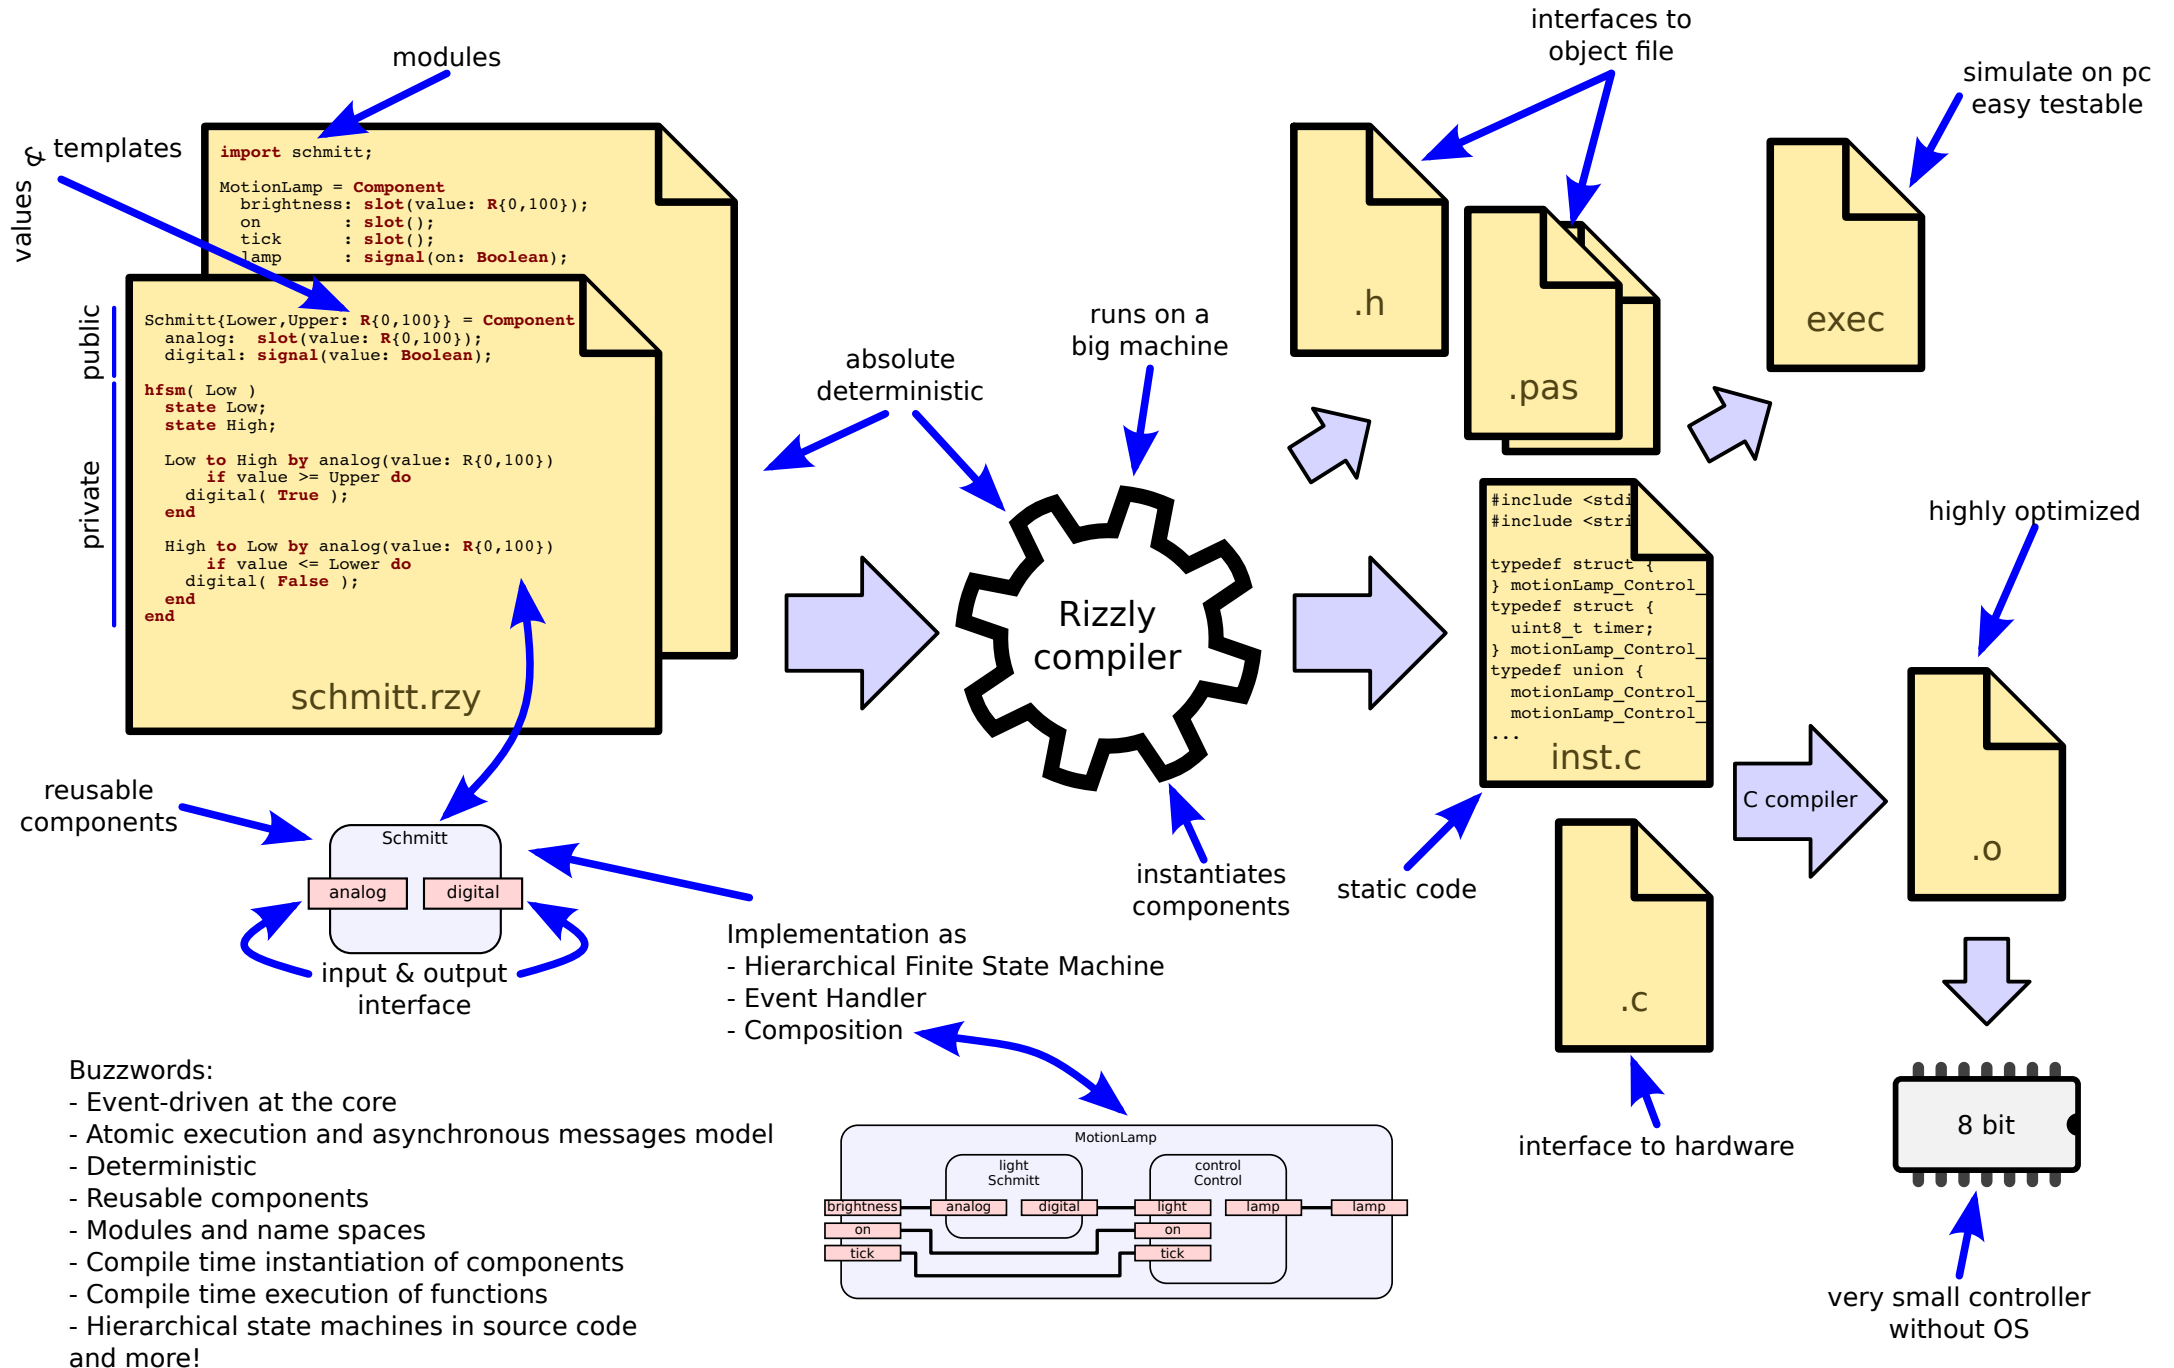 modules
values & templates
import schmitt;
MotionLamp = Component
  brightness: slot(value: R{0,100});
  on        : slot();
  tick      : slot();
  lamp      : signal(on: Boolean);
public
private
Schmitt{Lower,Upper: R{0,100}} = Component
  analog:  slot(value: R{0,100});
  digital: signal(value: Boolean);
hfsm( Low )
  state Low;
  state High;
  Low to High by analog(value: R{0,100})
      if value >= Upper do
    digital( True );
  end
  High to Low by analog(value: R{0,100})
      if value <= Lower do
    digital( False );
  end
end
schmitt.rzy
absolute
deterministic
runs on a
big machine
Rizzly
compiler
instantiates
components
interfaces to
object file
.h
.pas
simulate on pc
easy testable
exec
#include <stdi
#include <stri
typedef struct {
} motionLamp_Control_
typedef struct {
  uint8_t timer;
} motionLamp_Control_
typedef union {
  motionLamp_Control_
  motionLamp_Control_
...
inst.c
static code
C compiler
.c
interface to hardware
highly optimized
.o
8 bit
very small controller
without OS
reusable
components
Schmitt
analog
digital
input & output
interface
Implementation as
- Hierarchical Finite State Machine
- Event Handler
- Composition
MotionLamp
light
Schmitt
control
Control
brightness
analog
digital
light
lamp
lamp
on
on
tick
tick
Buzzwords:
- Event-driven at the core
- Atomic execution and asynchronous messages model
- Deterministic
- Reusable components
- Modules and name spaces
- Compile time instantiation of components
- Compile time execution of functions
- Hierarchical state machines in source code
and more!